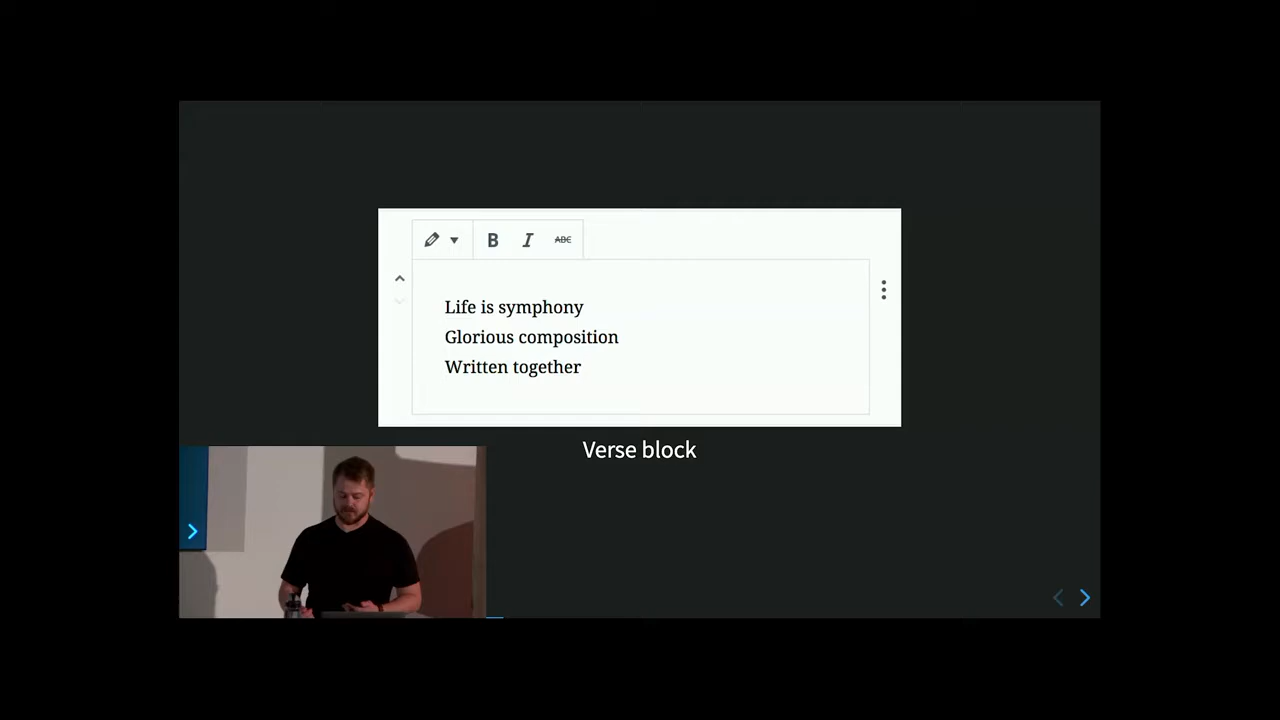 B I ABC
Life is symphony
Glorious composition
Written together
Verse block